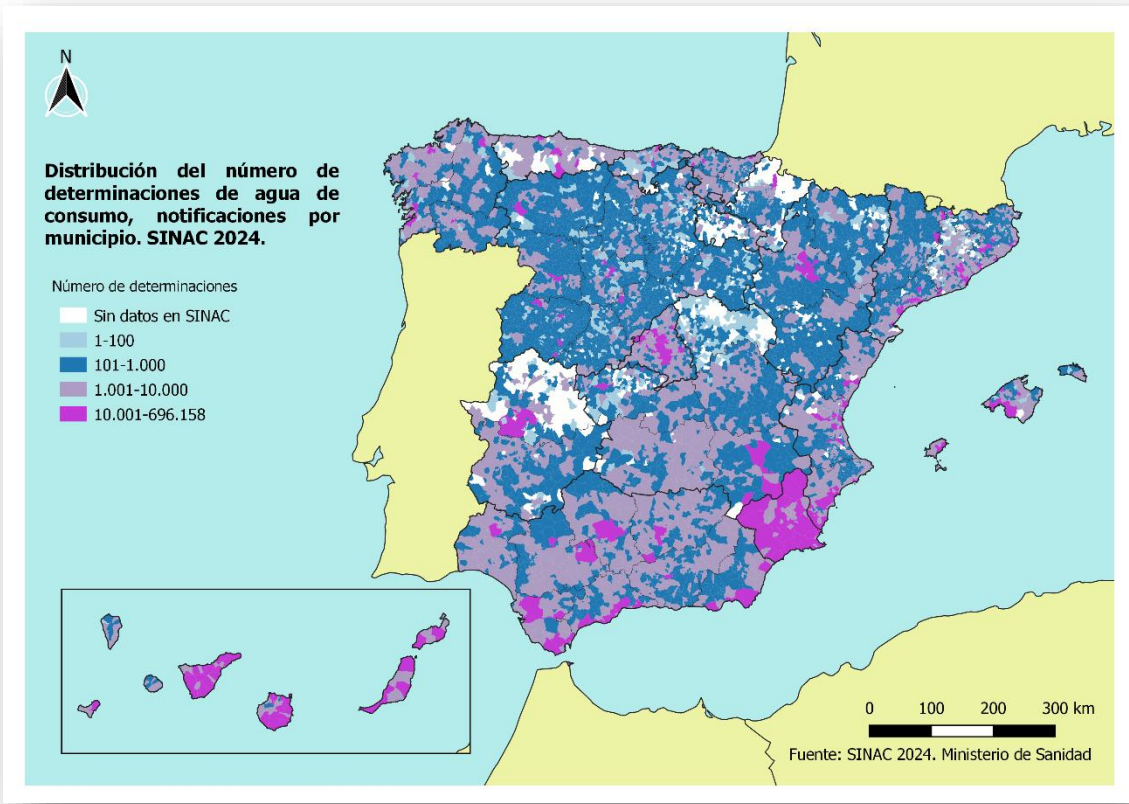 N
Distribución del número de
determinaciones de agua de
consumo, notificaciones por
municipio. SINAC 2024.
Número de determinaciones
Sin datos en SINAC
1-100
101-1.000
1.001-10.000
10.001-696.158
0 100 200 300 km
Fuente: SINAC 2024. Ministerio de Sanidad